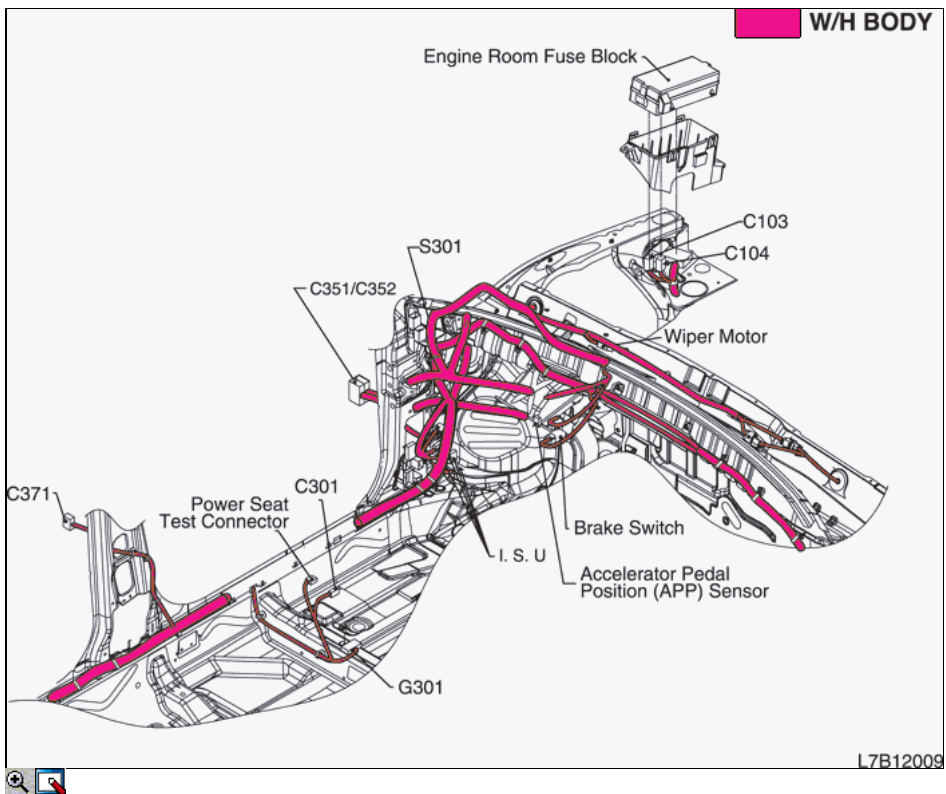 W/H BODY
Engine Room Fuse Block
C103
C104
S301
C351/C352
Wiper Motor
C371
Power Seat
Test Connector
C301
Brake Switch
I. S. U
Accelerator Pedal
Position (APP) Sensor
G301
L7B12009